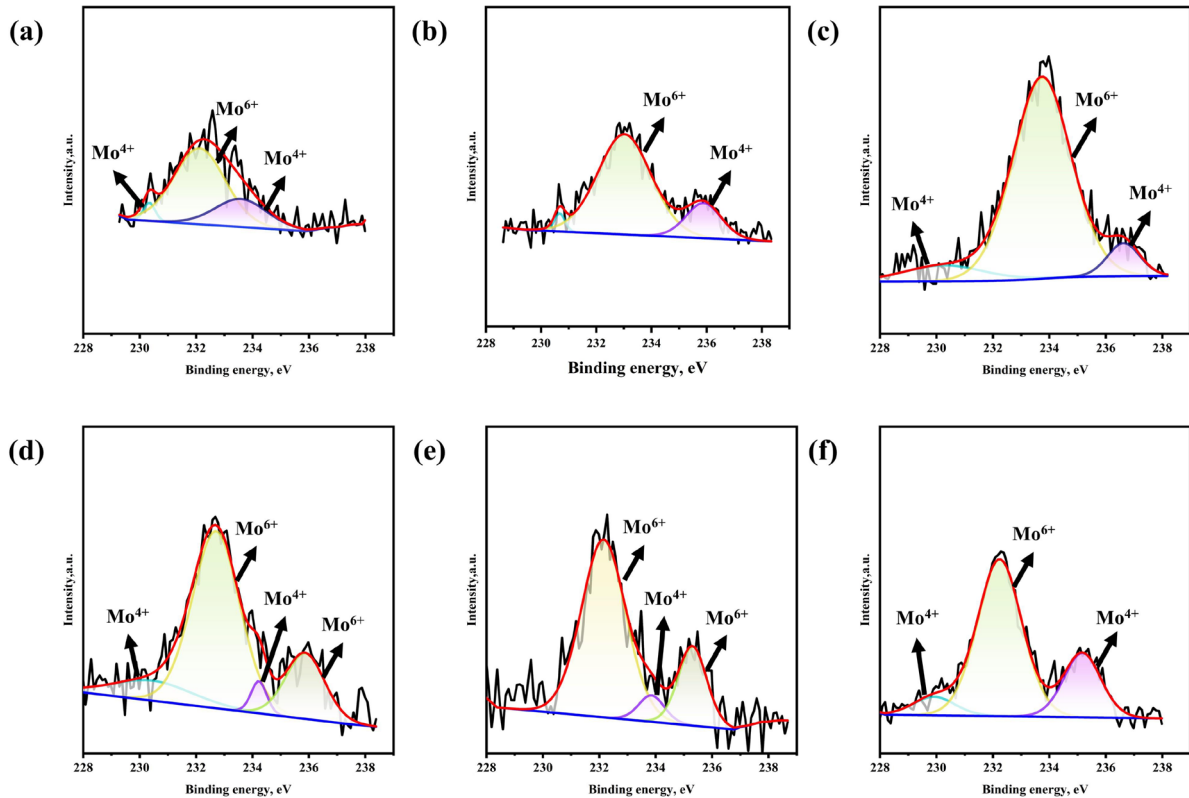 (a)
Mo⁴⁺
Mo⁶⁺
Mo⁴⁺
Intensity,a.u.
228 230 232 234 236 238
Binding energy, eV
(b)
Mo⁶⁺
Mo⁴⁺
Intensity,a.u.
228 230 232 234 236 238
Binding energy, eV
(c)
Mo⁶⁺
Mo⁴⁺
Mo⁴⁺
Intensity,a.u.
228 230 232 234 236 238
Binding energy, eV
(d)
Mo⁶⁺
Mo⁴⁺
Mo⁴⁺
Mo⁶⁺
Intensity,a.u.
228 230 232 234 236 238
Binding energy, eV
(e)
Mo⁶⁺
Mo⁴⁺
Mo⁶⁺
Intensity,a.u.
228 230 232 234 236 238
Binding energy, eV
(f)
Mo⁶⁺
Mo⁴⁺
Mo⁴⁺
Intensity,a.u.
228 230 232 234 236 238
Binding energy, eV